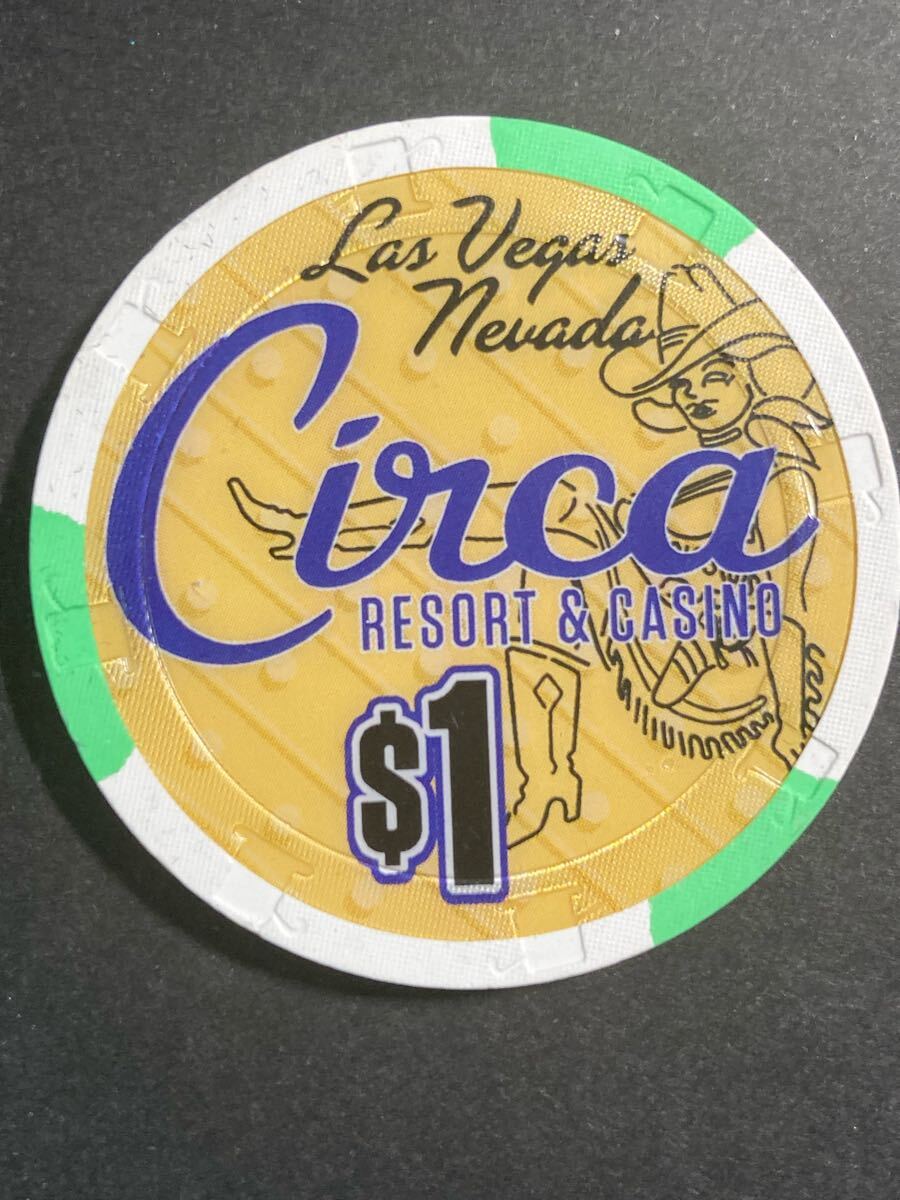 Las Vegas
Nevada
Circa
RESORT & CASINO
$1